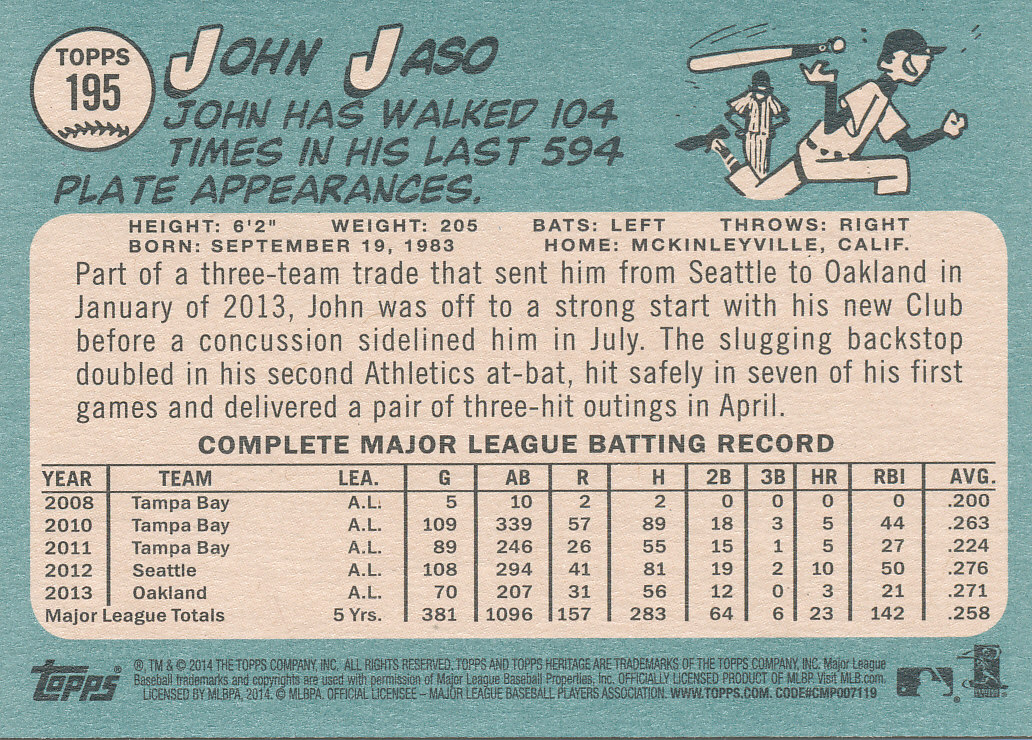 TOPPS
195
JOHN JASO
JOHN HAS WALKED 104
TIMES IN HIS LAST 594
PLATE APPEARANCES.
HEIGHT: 6'2" WEIGHT: 205 BATS: LEFT THROWS: RIGHT
BORN: SEPTEMBER 19, 1983 HOME: MCKINLEYVILLE, CALIF.
Part of a three-team trade that sent him from Seattle to Oakland in
January of 2013, John was off to a strong start with his new Club
before a concussion sidelined him in July. The slugging backstop
doubled in his second Athletics at-bat, hit safely in seven of his first
games and delivered a pair of three-hit outings in April.
COMPLETE MAJOR LEAGUE BATTING RECORD
YEAR TEAM LEA. G AB R H 2B 3B HR RBI AVG.
2008 Tampa Bay A.L. 5 10 2 2 0 0 0 0 .200
2010 Tampa Bay A.L. 109 339 57 89 18 3 5 44 .263
2011 Tampa Bay A.L. 89 246 26 55 15 1 5 27 .224
2012 Seattle A.L. 108 294 41 81 19 2 10 50 .276
2013 Oakland A.L. 70 207 31 56 12 0 3 21 .271
Major League Totals 5 Yrs. 381 1096 157 283 64 6 23 142 .258
Topps ®, TM & © 2014 THE TOPPS COMPANY, INC. ALL RIGHTS RESERVED. TOPPS AND TOPPS HERITAGE ARE TRADEMARKS OF THE TOPPS COMPANY, INC. Major League
Baseball trademarks and copyrights are used with permission of Major League Baseball Properties, Inc. OFFICIALLY LICENSED PRODUCT OF MLBP. Visit MLB.com.
LICENSED BY MLBPA, 2014. © MLBPA. OFFICIAL LICENSEE – MAJOR LEAGUE BASEBALL PLAYERS ASSOCIATION. WWW.TOPPS.COM. CODE#CMP007119